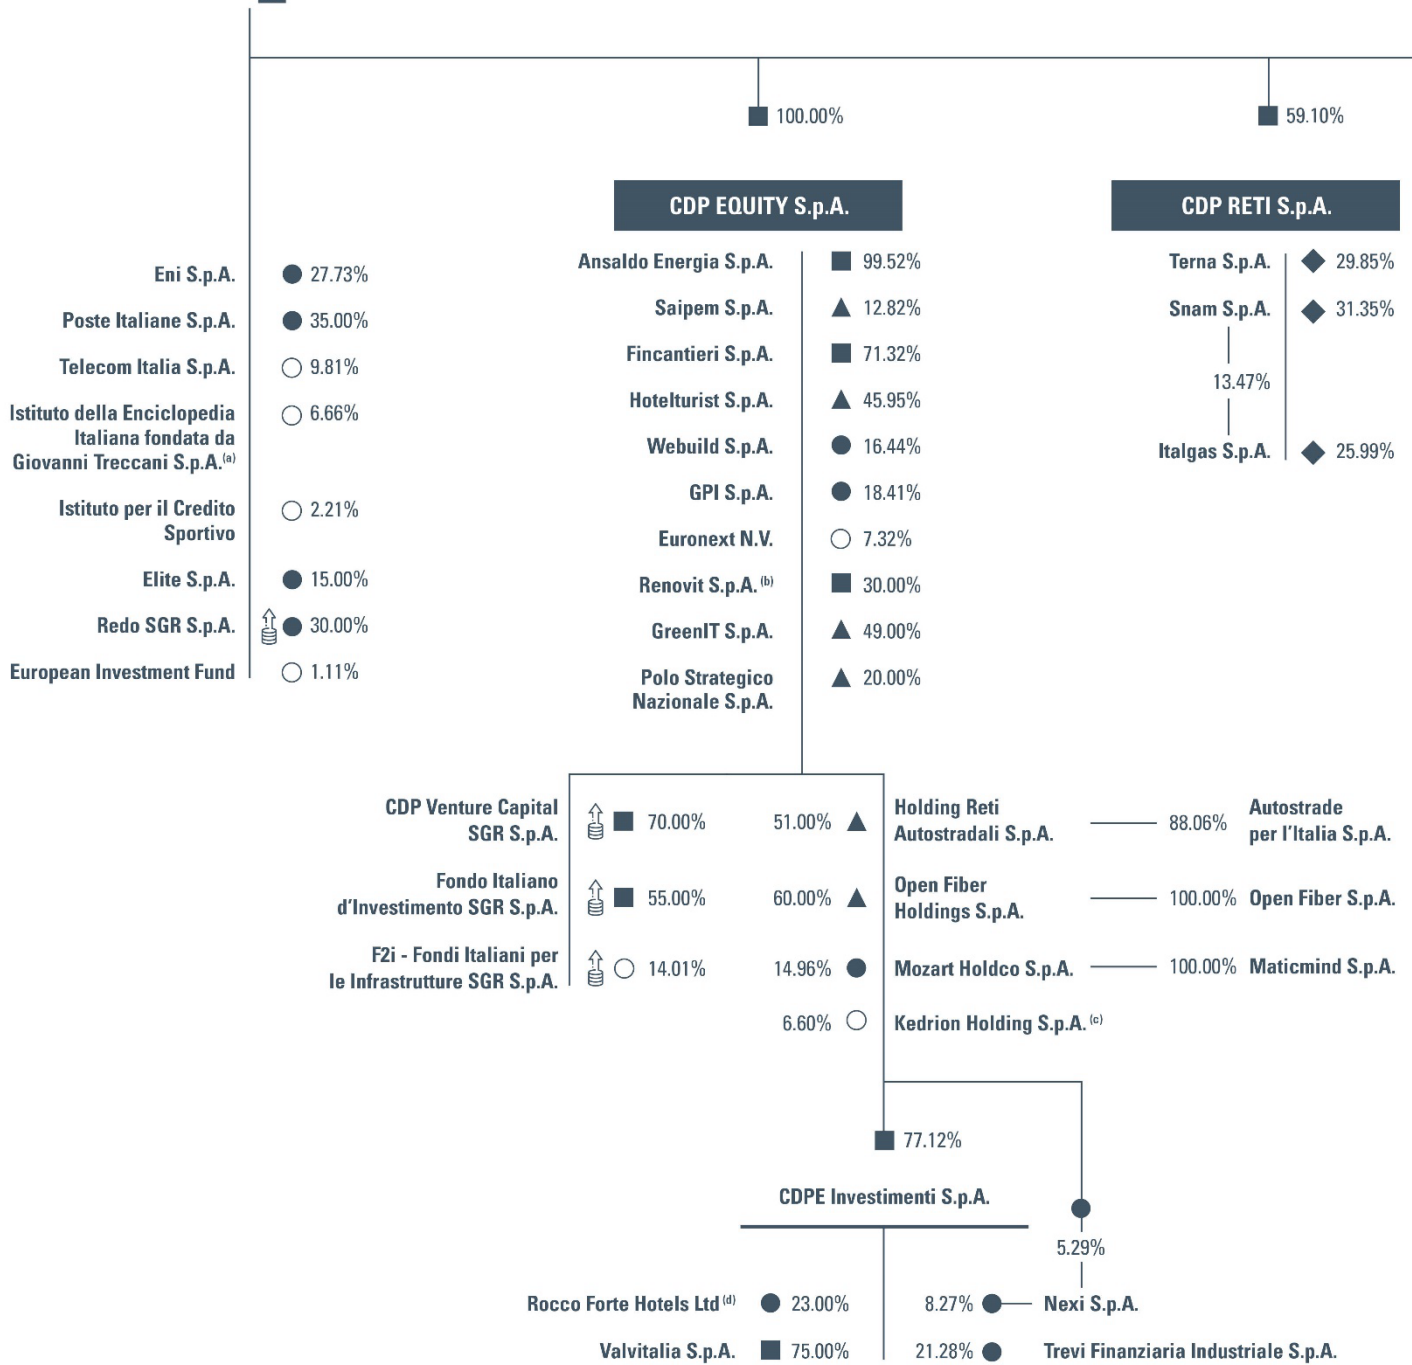 100.00%
59.10%
CDP EQUITY S.p.A.
CDP RETI S.p.A.
Eni S.p.A. 27.73%
Poste Italiane S.p.A. 35.00%
Telecom Italia S.p.A. 9.81%
Istituto della Enciclopedia 6.66%
Italiana fondata da
Giovanni Treccani S.p.A.(a)
Istituto per il Credito 2.21%
Sportivo
Elite S.p.A. 15.00%
Redo SGR S.p.A. 30.00%
European Investment Fund 1.11%
Ansaldo Energia S.p.A. 99.52%
Saipem S.p.A. 12.82%
Fincantieri S.p.A. 71.32%
Hotelturist S.p.A. 45.95%
Webuild S.p.A. 16.44%
GPI S.p.A. 18.41%
Euronext N.V. 7.32%
Renovit S.p.A. (b) 30.00%
GreenIT S.p.A. 49.00%
Polo Strategico 20.00%
Nazionale S.p.A.
Terna S.p.A. 29.85%
Snam S.p.A. 31.35%
13.47%
Italgas S.p.A. 25.99%
CDP Venture Capital
SGR S.p.A.
70.00%
Fondo Italiano
d'Investimento SGR S.p.A.
55.00%
F2i - Fondi Italiani per
le Infrastrutture SGR S.p.A.
14.01%
51.00%
Holding Reti
Autostradali S.p.A.
88.06%
Autostrade
per l'Italia S.p.A.
60.00%
Open Fiber
Holdings S.p.A.
100.00% Open Fiber S.p.A.
14.96% Mozart Holdco S.p.A. 100.00% Maticmind S.p.A.
6.60% Kedrion Holding S.p.A. (c)
77.12%
CDPE Investimenti S.p.A.
5.29%
Rocco Forte Hotels Ltd (d) 23.00%
8.27% Nexi S.p.A.
Valvitalia S.p.A. 75.00%
21.28% Trevi Finanziaria Industriale S.p.A.